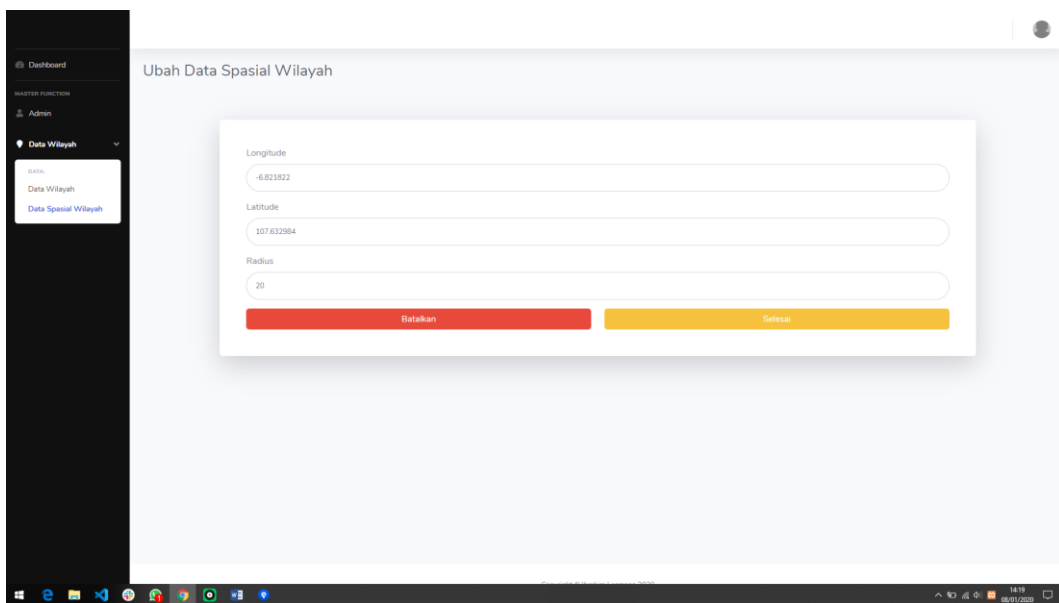 Dashboard
MASTER FUNCTION
Admin
Data Wilayah
DATA:
Data Wilayah
Data Spasial Wilayah
Ubah Data Spasial Wilayah
Longitude
-6.821822
Latitude
107.632984
Radius
20
Batalkan
Selesai
2020
14:19
08/01/2020